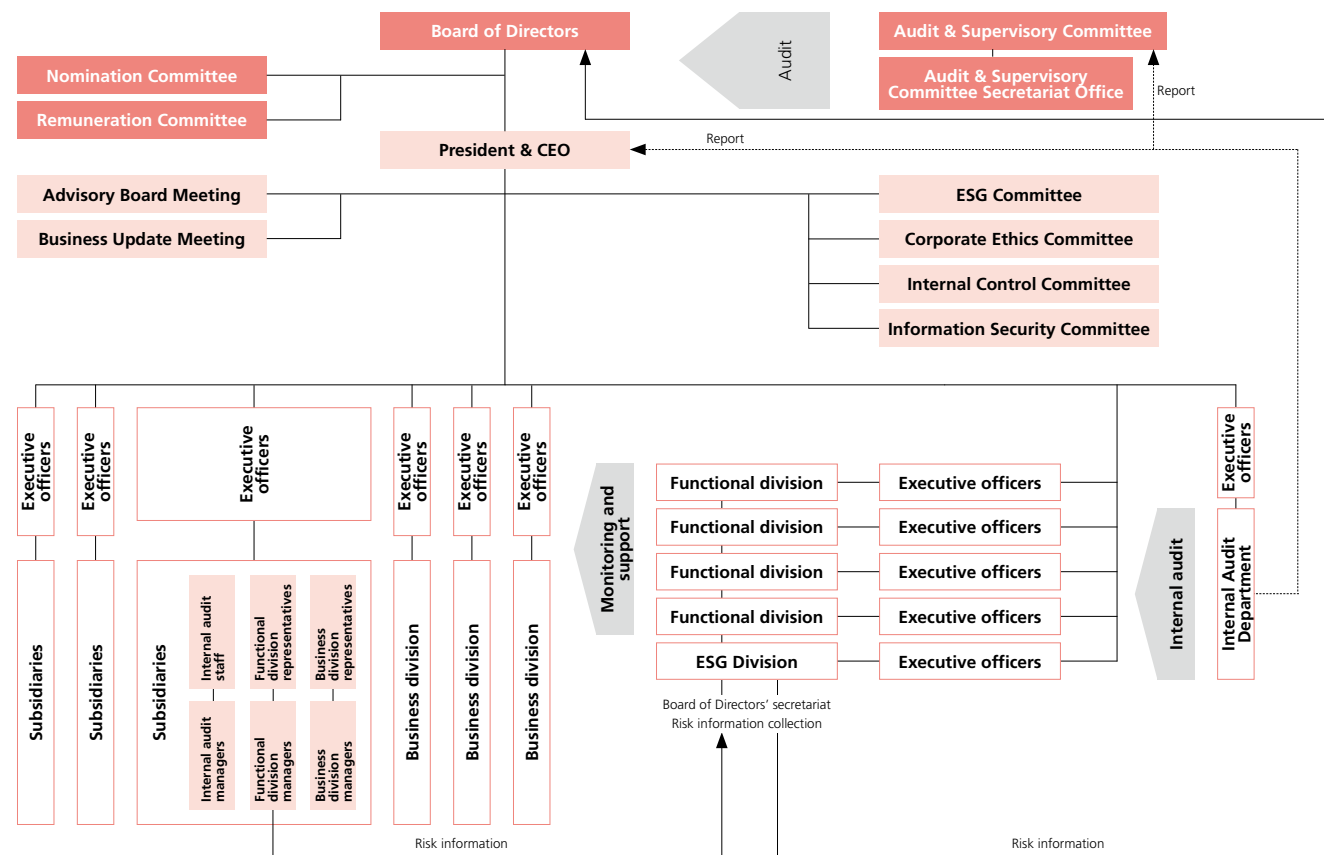 Board of Directors
Audit
Audit & Supervisory Committee
Nomination Committee
Audit & Supervisory
Committee Secretariat Office
Report
Remuneration Committee
President & CEO
Report
Advisory Board Meeting
Business Update Meeting
ESG Committee
Corporate Ethics Committee
Internal Control Committee
Information Security Committee
Executive
officers
Executive
officers
Executive
officers
Executive
officers
Executive
officers
Executive
officers
Subsidiaries
Subsidiaries
Subsidiaries
Internal audit
staff
Functional
division
representatives
Business
division
representatives
Internal audit
managers
Functional
division
managers
Business
division
managers
Business division
Business division
Business division
Monitoring and
support
Functional division
Executive officers
Functional division
Executive officers
Functional division
Executive officers
Functional division
Executive officers
ESG Division
Executive officers
Board of Directors’ secretariat
Risk information collection
Internal audit
Executive
officers
Internal Audit
Department
Risk information
Risk information